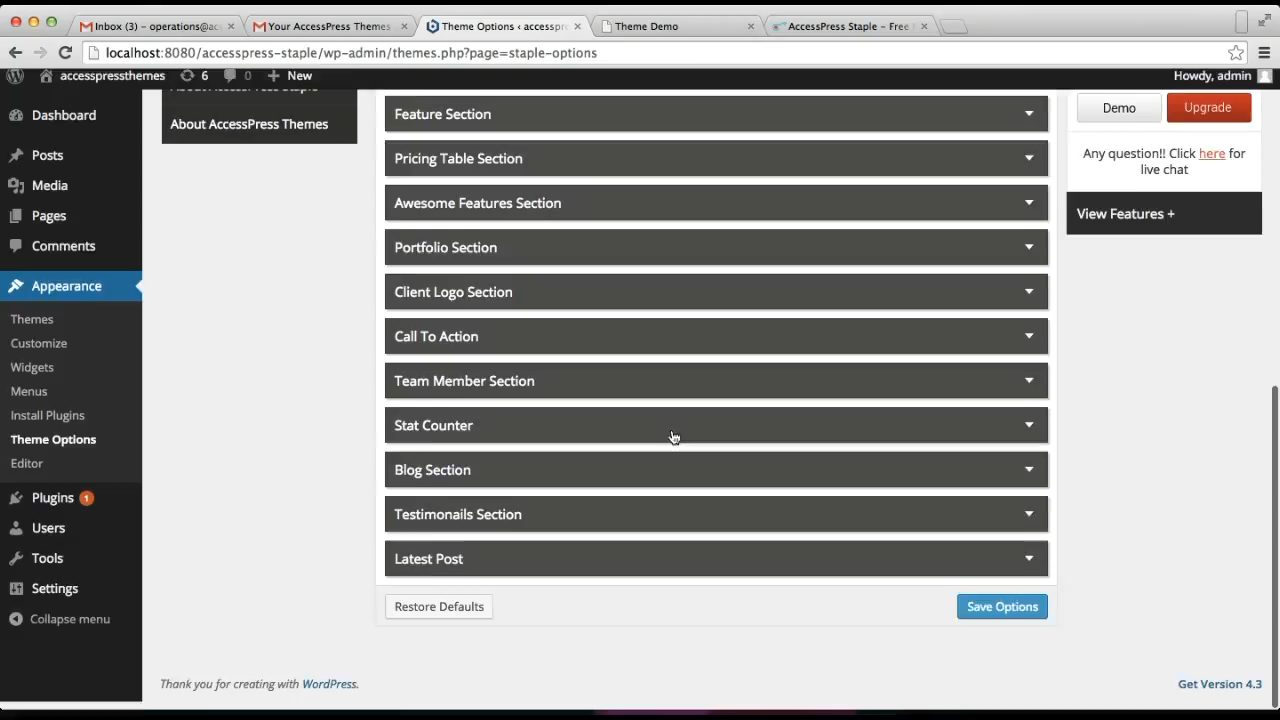 Inbox (3) – operations@ac
Your AccessPress Themes
Theme Options ‹ accesspr
Theme Demo
AccessPress Staple – Free
localhost:8080/accesspress-staple/wp-admin/themes.php?page=staple-options
accesspressthemes
6
0
New
Howdy, admin
Dashboard
Posts
Media
Pages
Comments
Appearance
Themes
Customize
Widgets
Menus
Install Plugins
Theme Options
Editor
Plugins 1
Users
Tools
Settings
Collapse menu
About AccessPress Staple
About AccessPress Themes
Feature Section
Pricing Table Section
Awesome Features Section
Portfolio Section
Client Logo Section
Call To Action
Team Member Section
Stat Counter
Blog Section
Testimonails Section
Latest Post
Restore Defaults
Save Options
Demo
Upgrade
Any question!! Click here for
live chat
View Features +
Thank you for creating with WordPress.
Get Version 4.3